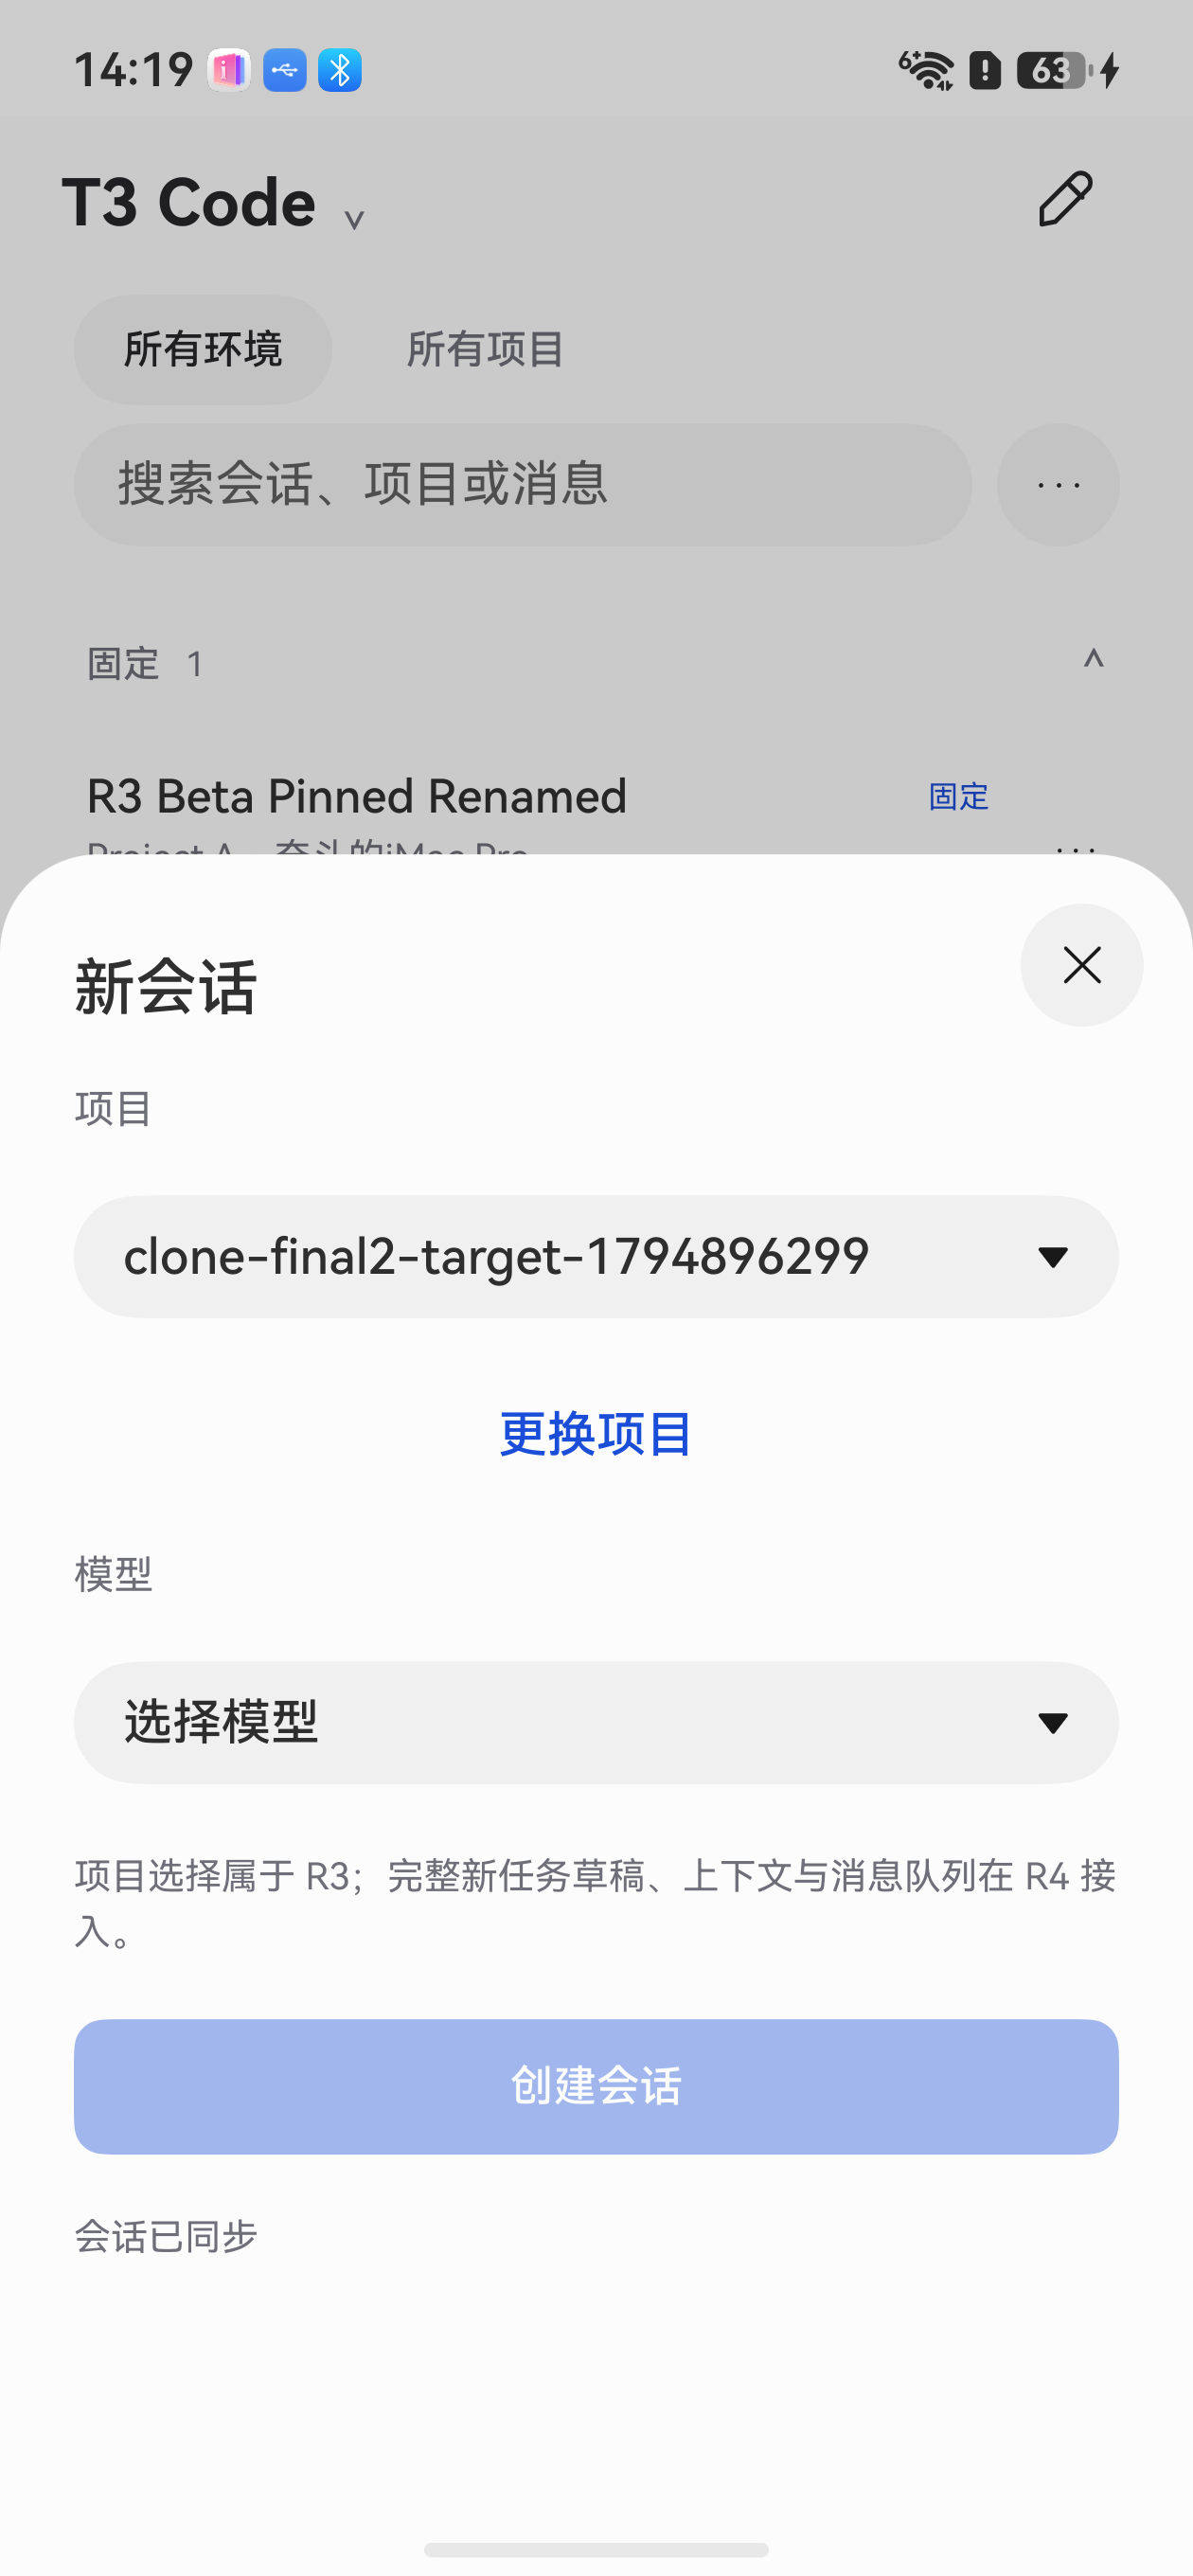 14:19
63
T3 Code
所有环境 所有项目
搜索会话、项目或消息
固定 1
R3 Beta Pinned Renamed 固定
新会话
项目
clone-final2-target-1794896299
更换项目
模型
选择模型
项目选择属于 R3；完整新任务草稿、上下文与消息队列在 R4 接
入。
创建会话
会话已同步